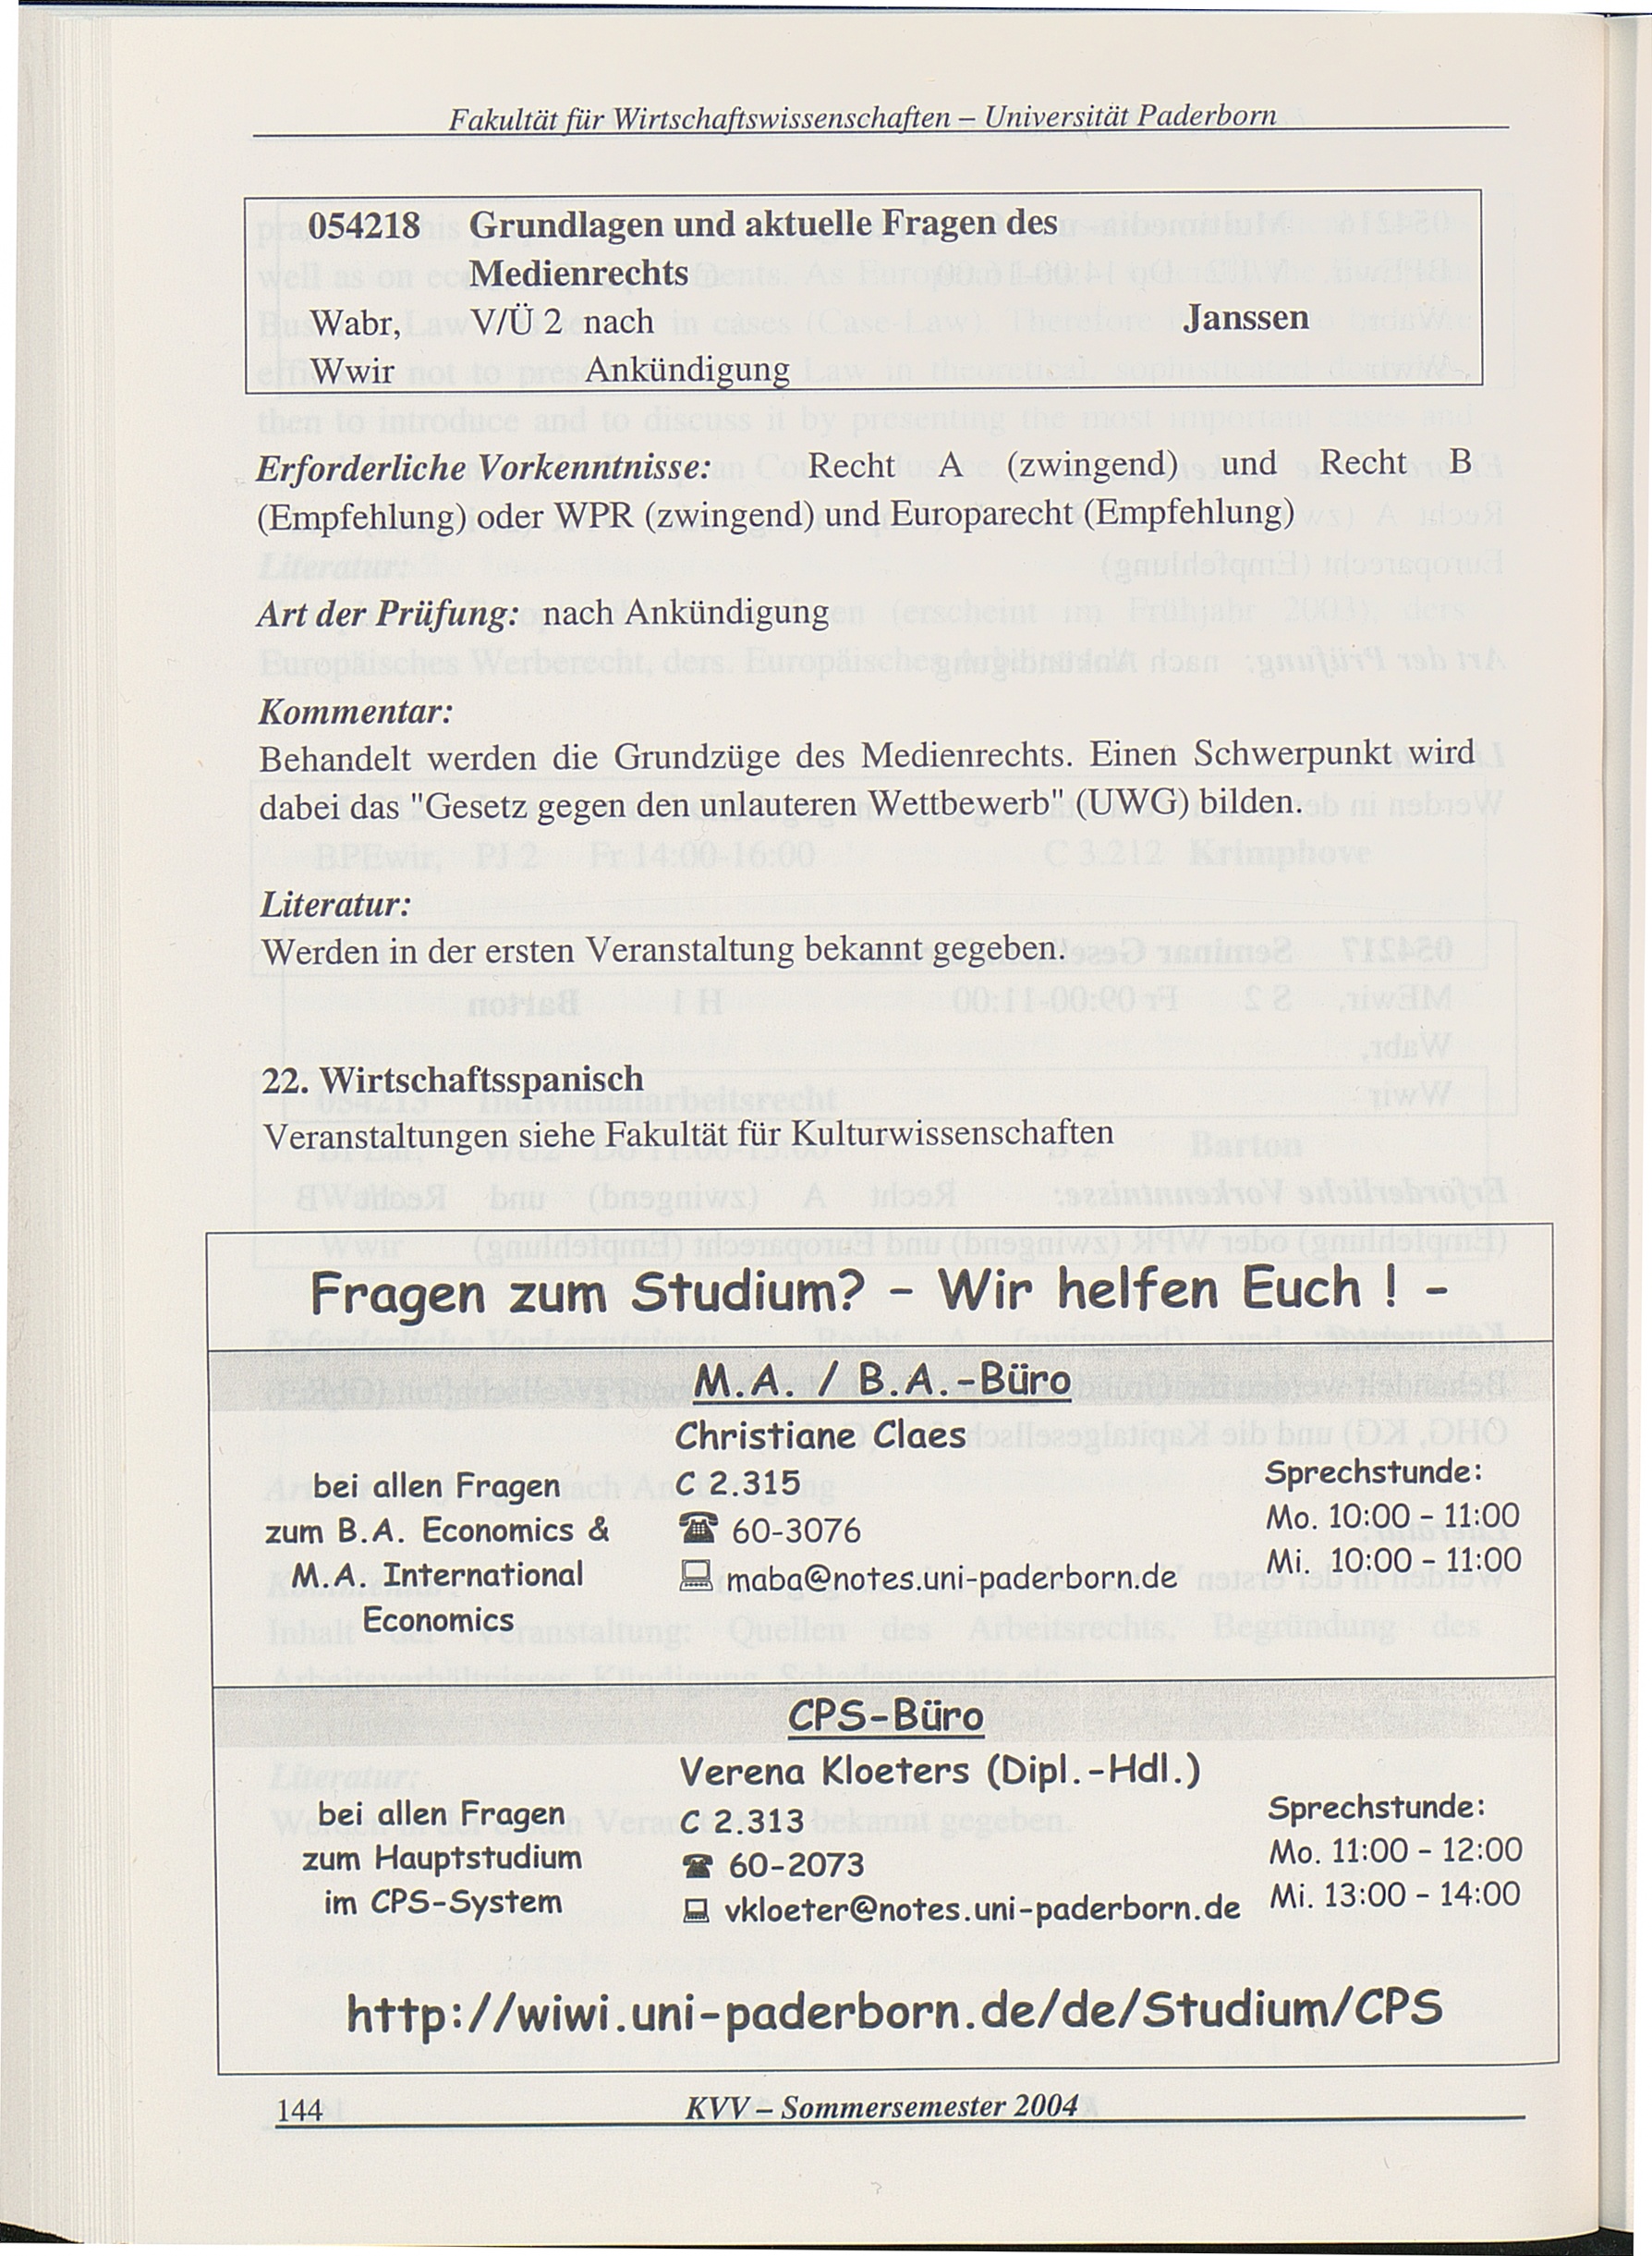 Fakultät für Wirtschaftswissenschaften – Universität Paderborn
054218 Grundlagen und aktuelle Fragen des
Medienrechts
Wabr, V/Ü 2 nach Janssen
Wwir Ankündigung
Erforderliche Vorkenntnisse: Recht A (zwingend) und Recht B
(Empfehlung) oder WPR (zwingend) und Europarecht (Empfehlung)
Art der Prüfung: nach Ankündigung
Kommentar:
Behandelt werden die Grundzüge des Medienrechts. Einen Schwerpunkt wird
dabei das "Gesetz gegen den unlauteren Wettbewerb" (UWG) bilden.
Literatur:
Werden in der ersten Veranstaltung bekannt gegeben.
22. Wirtschaftsspanisch
Veranstaltungen siehe Fakultät für Kulturwissenschaften
Fragen zum Studium? – Wir helfen Euch ! –
M.A. / B.A.-Büro
Christiane Claes
bei allen Fragen C 2.315 Sprechstunde:
zum B.A. Economics & ☎ 60-3076 Mo. 10:00 – 11:00
M.A. International maba@notes.uni-paderborn.de Mi. 10:00 – 11:00
Economics
CPS-Büro
Verena Kloeters (Dipl.-Hdl.)
bei allen Fragen C 2.313 Sprechstunde:
zum Hauptstudium ☎ 60-2073 Mo. 11:00 – 12:00
im CPS-System vkloeter@notes.uni-paderborn.de Mi. 13:00 – 14:00
http://wiwi.uni-paderborn.de/de/Studium/CPS
144 KVV – Sommersemester 2004